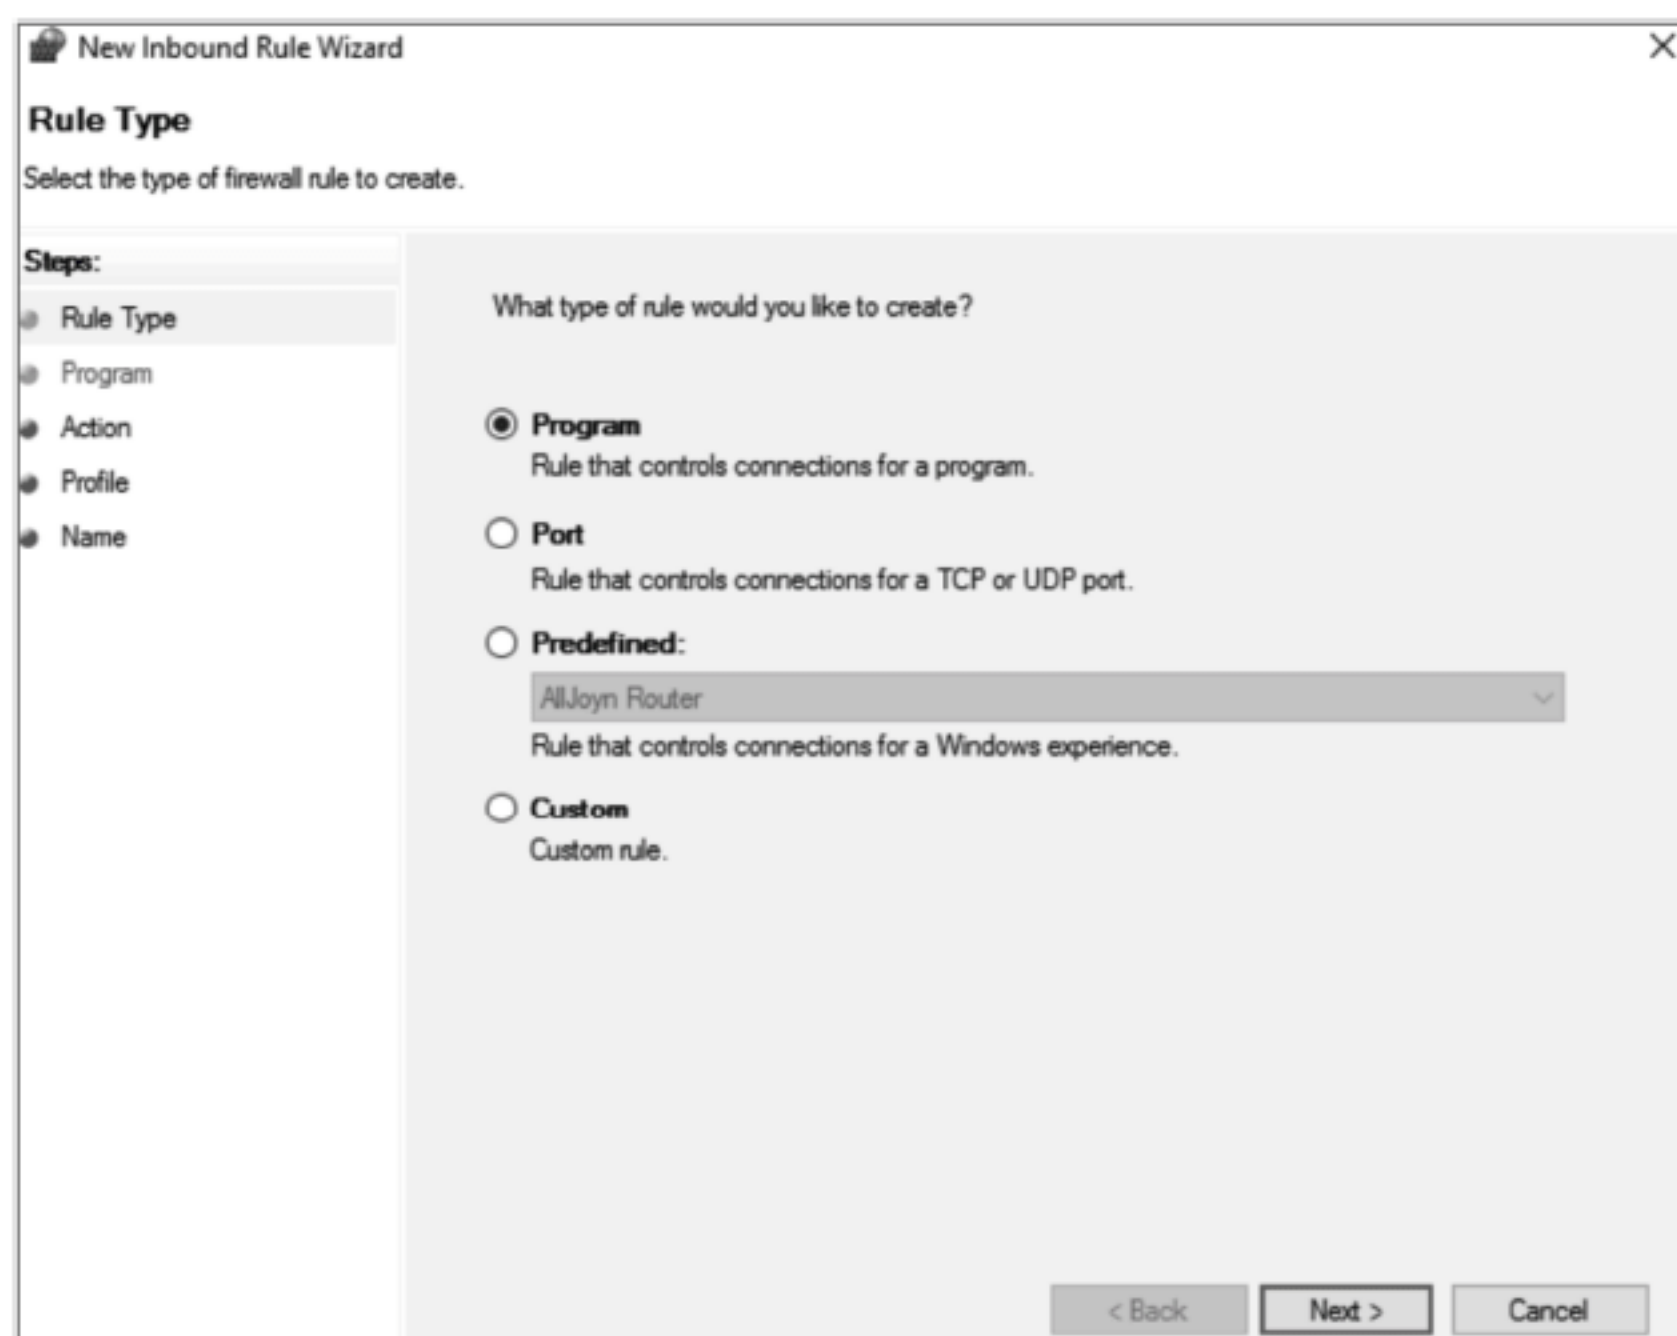 New Inbound Rule Wizard
Rule Type
Select the type of firewall rule to create.
Steps:
Rule Type
Program
Action
Profile
Name
What type of rule would you like to create?
Program
Rule that controls connections for a program.
Port
Rule that controls connections for a TCP or UDP port.
Predefined:
AllJoyn Router
Rule that controls connections for a Windows experience.
Custom
Custom rule.
< Back Next > Cancel